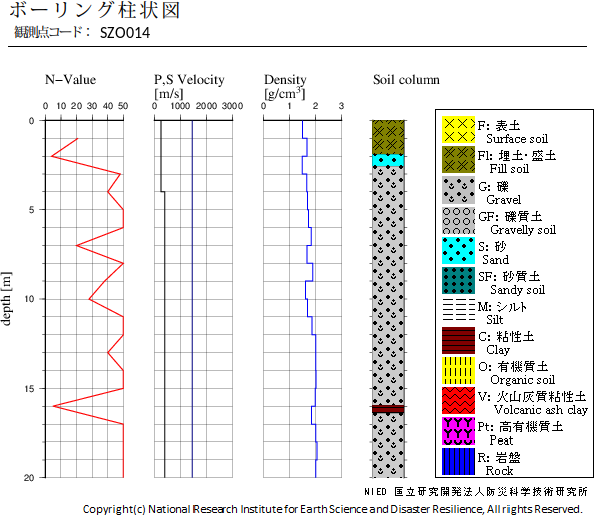 ボーリング柱状図
観測点コード： SZO014
N−Value
0 10 20 30 40 50
P,S Velocity
[m/s]
0 1000 2000 3000
Density
[g/cm³]
0 1 2 3
Soil column
depth [m]
0
5
10
15
20
F: 表土
Surface soil
Fl: 埋土・盛土
Fill soil
G: 礫
Gravel
GF: 礫質土
Gravelly soil
S: 砂
Sand
SF: 砂質土
Sandy soil
M: シルト
Silt
C: 粘性土
Clay
O: 有機質土
Organic soil
V: 火山灰質粘性土
Volcanic ash clay
Pt: 高有機質土
Peat
R: 岩盤
Rock
NIED 国立研究開発法人防災科学技術研究所
Copyright(c) National Research Institute for Earth Science and Disaster Resilience, All rights Reserved.